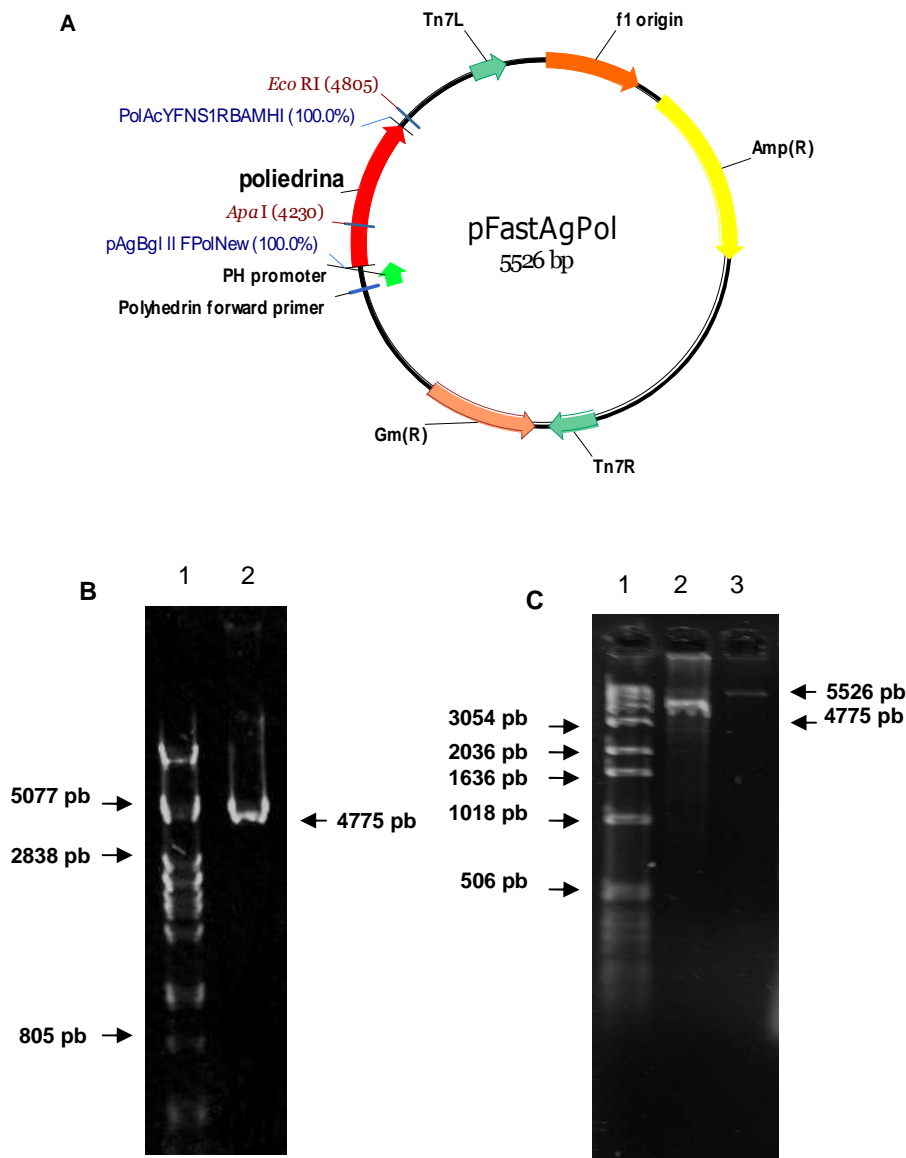 A
Tn7L
f1 origin
Eco RI (4805)
PolAcYFNS1RBAMHI (100.0%)
Amp(R)
poliedrina
Apa I (4230)
pFastAgPol
5526 bp
pAgBgl II FPolNew (100.0%)
PH promoter
Polyhedrin forward primer
Gm(R)
Tn7R
B
1 2
5077 pb
4775 pb
2838 pb
805 pb
C
1 2 3
5526 pb
4775 pb
3054 pb
2036 pb
1636 pb
1018 pb
506 pb